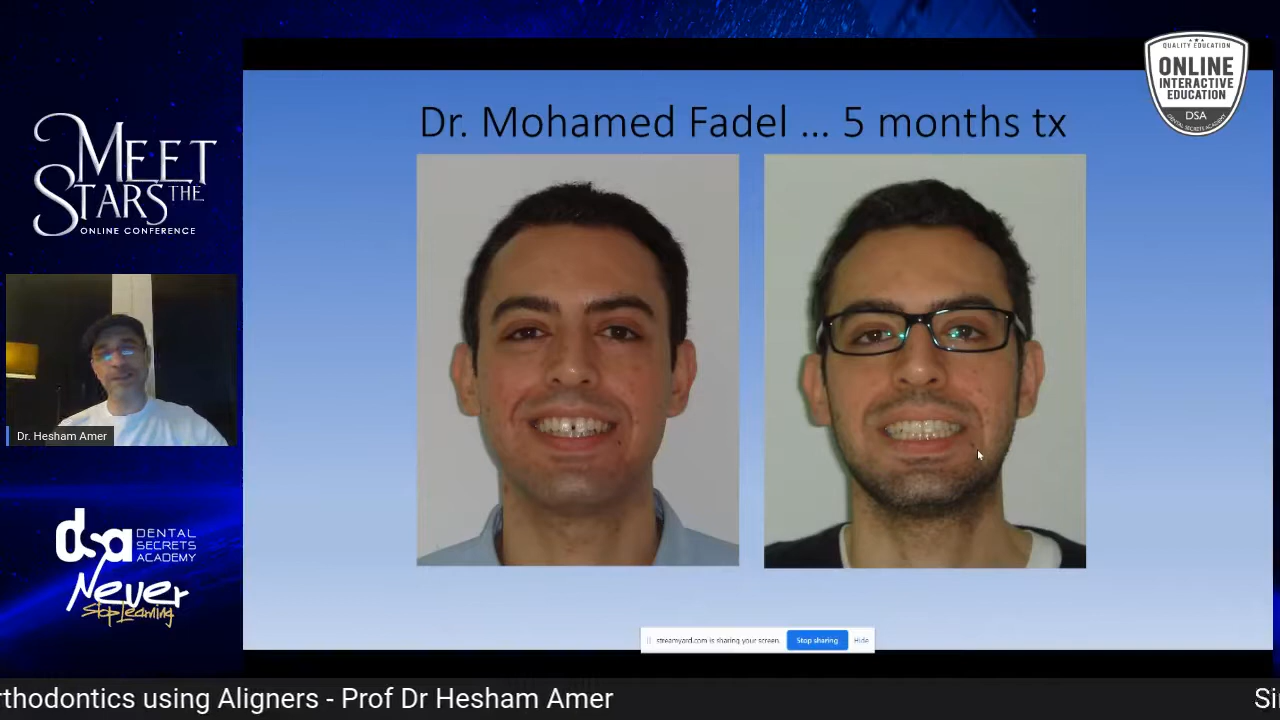 MEET
THE
STARS
ONLINE CONFERENCE
Dr. Hesham Amer
dsa DENTAL
SECRETS
ACADEMY
Never
Stop Learning
Dr. Mohamed Fadel ... 5 months tx
QUALITY EDUCATION
ONLINE
INTERACTIVE
EDUCATION
DSA
DENTAL SECRETS ACADEMY
streamyard.com is sharing your screen.
Stop sharing
Hide
rthodontics using Aligners - Prof Dr Hesham Amer
Si